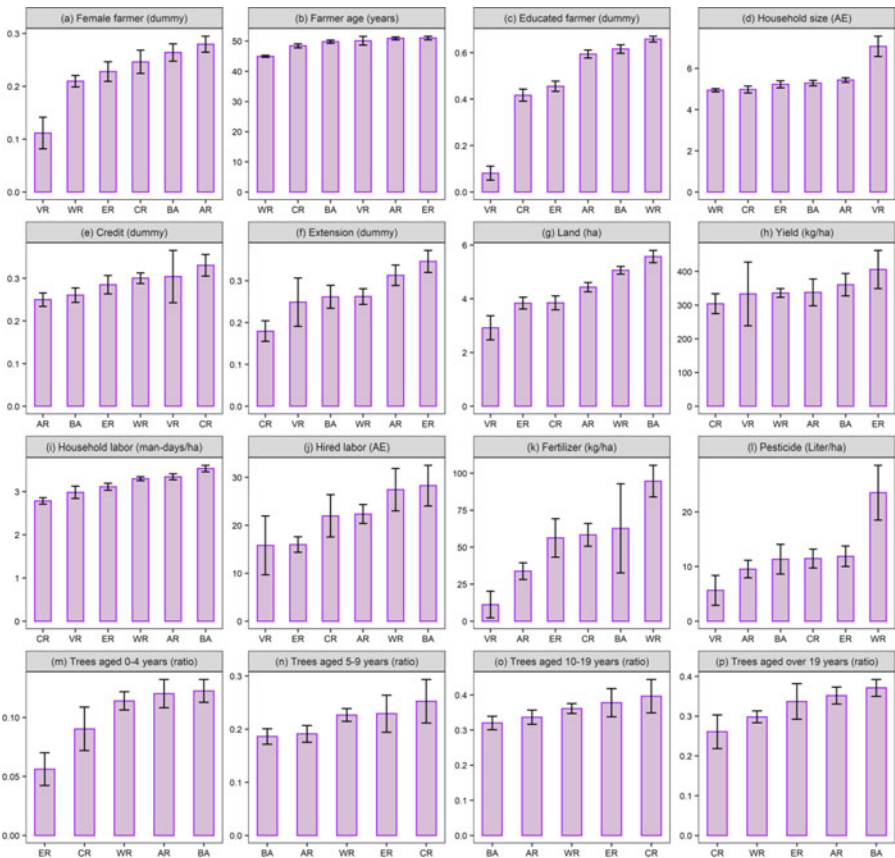 (a) Female farmer (dummy)
0.3
0.2
0.1
0.0
VR WR ER CR BA AR
(b) Farmer age (years)
50
40
30
20
10
0
WR CR BA VR AR ER
(c) Educated farmer (dummy)
0.6
0.4
0.2
0.0
VR CR ER AR BA WR
(d) Household size (AE)
6
4
2
0
WR CR ER BA AR VR
(e) Credit (dummy)
0.3
0.2
0.1
0.0
AR BA ER WR VR CR
(f) Extension (dummy)
0.3
0.2
0.1
0.0
CR VR BA WR AR ER
(g) Land (ha)
6
4
2
0
VR ER CR AR WR BA
(h) Yield (kg/ha)
400
300
200
100
0
CR VR WR AR BA ER
(i) Household labor (man-days/ha)
3
2
1
0
CR VR ER WR AR BA
(j) Hired labor (AE)
30
20
10
0
VR ER CR AR WR BA
(k) Fertilizer (kg/ha)
100
75
50
25
0
VR AR ER CR BA WR
(l) Pesticide (Liter/ha)
20
10
0
VR AR BA CR ER WR
(m) Trees aged 0-4 years (ratio)
0.10
0.05
0.00
ER CR WR AR BA
(n) Trees aged 5-9 years (ratio)
0.3
0.2
0.1
0.0
BA AR WR ER CR
(o) Trees aged 10-19 years (ratio)
0.4
0.3
0.2
0.1
0.0
BA AR WR ER CR
(p) Trees aged over 19 years (ratio)
0.4
0.3
0.2
0.1
0.0
CR WR ER AR BA